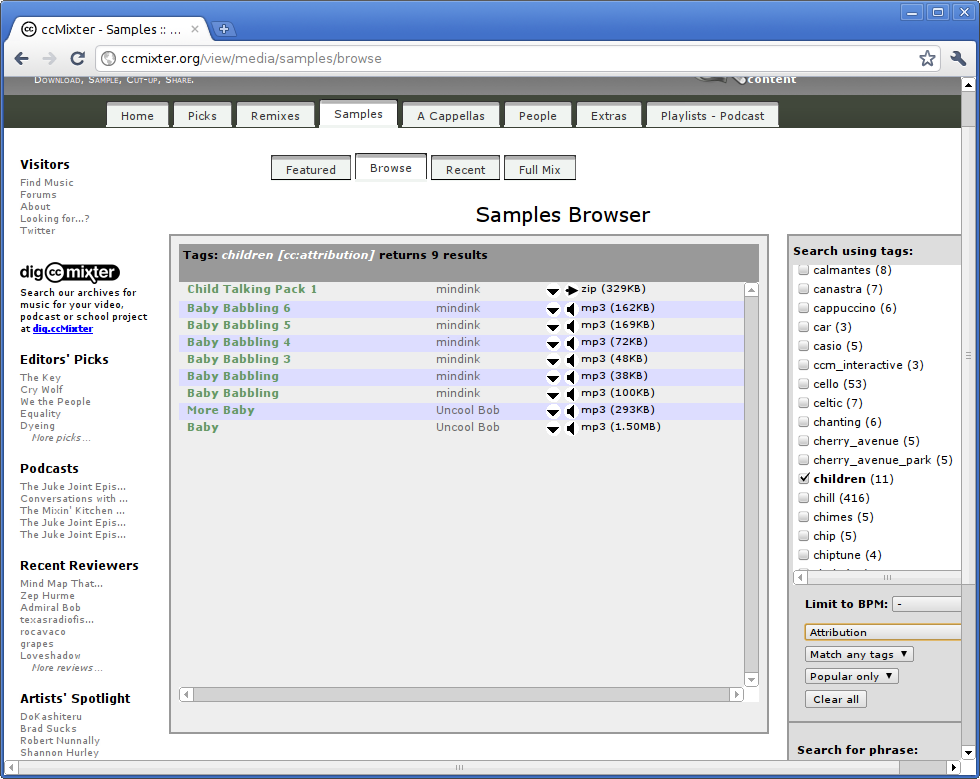 ccMixter - Samples :: ...
ccmixter.org/view/media/samples/browse
Download, Sample, Cut-up, Share.
content
Home Picks Remixes Samples A Cappellas People Extras Playlists - Podcast
Featured Browse Recent Full Mix
Visitors
Find Music
Forums
About
Looking for...?
Twitter
dig cc mixter
Search our archives for
music for your video,
podcast or school project
at dig.ccMixter
Editors' Picks
The Key
Cry Wolf
We the People
Equality
Dyeing
More picks...
Podcasts
The Juke Joint Epis...
Conversations with ...
The Mixin' Kitchen ...
The Juke Joint Epis...
The Juke Joint Epis...
Recent Reviewers
Mind Map That...
Zep Hurme
Admiral Bob
texasradiofis...
rocavaco
grapes
Loveshadow
More reviews...
Artists' Spotlight
DoKashiteru
Brad Sucks
Robert Nunnally
Shannon Hurley
Samples Browser
Tags: children [cc:attribution] returns 9 results
Child Talking Pack 1 mindink zip (329KB)
Baby Babbling 6 mindink mp3 (162KB)
Baby Babbling 5 mindink mp3 (169KB)
Baby Babbling 4 mindink mp3 (72KB)
Baby Babbling 3 mindink mp3 (48KB)
Baby Babbling mindink mp3 (38KB)
Baby Babbling mindink mp3 (100KB)
More Baby Uncool Bob mp3 (293KB)
Baby Uncool Bob mp3 (1.50MB)
Search using tags:
calmantes (8)
canastra (7)
cappuccino (6)
car (3)
casio (5)
ccm_interactive (3)
cello (53)
celtic (7)
chanting (6)
cherry_avenue (5)
cherry_avenue_park (5)
children (11)
chill (416)
chimes (5)
chip (5)
chiptune (4)
Limit to BPM: -
Attribution
Match any tags
Popular only
Clear all
Search for phrase: